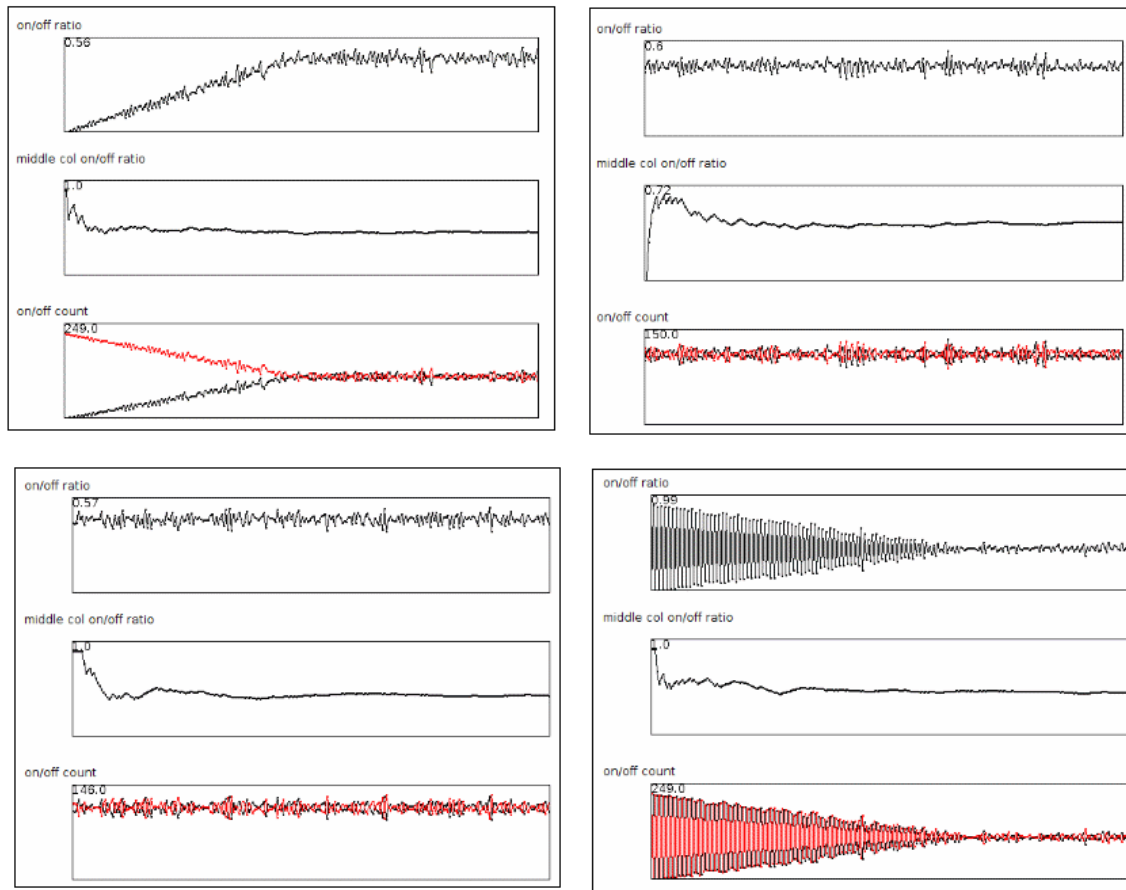 on/off ratio
0.56
middle col on/off ratio
1.0
on/off count
249.0
on/off ratio
0.6
middle col on/off ratio
0.72
on/off count
150.0
on/off ratio
0.57
middle col on/off ratio
1.0
on/off count
146.0
on/off ratio
0.99
middle col on/off ratio
1.0
on/off count
249.0